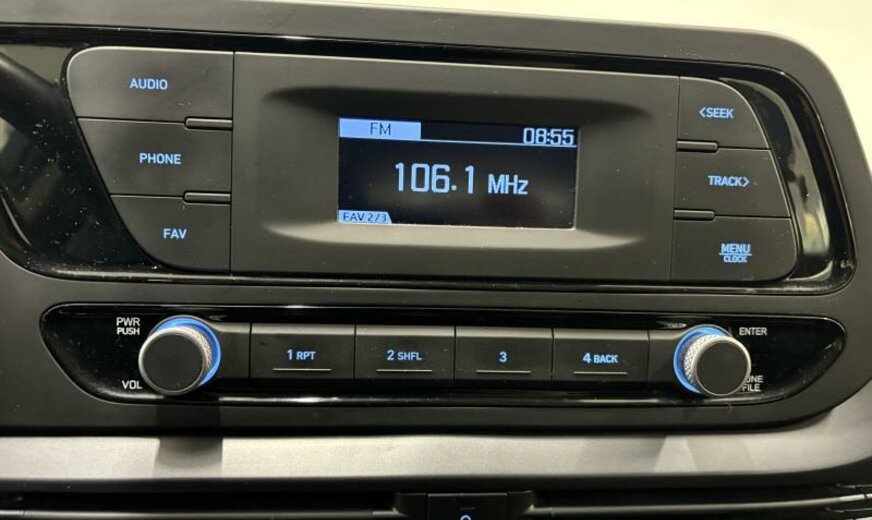 AUDIO
PHONE
FAV
FM 08:55
106.1 MHz
FAV 2/3
<SEEK
TRACK>
MENU
CLOCK
PWR
PUSH
VOL
1 RPT
2 SHFL
3
4 BACK
ENTER
FILE